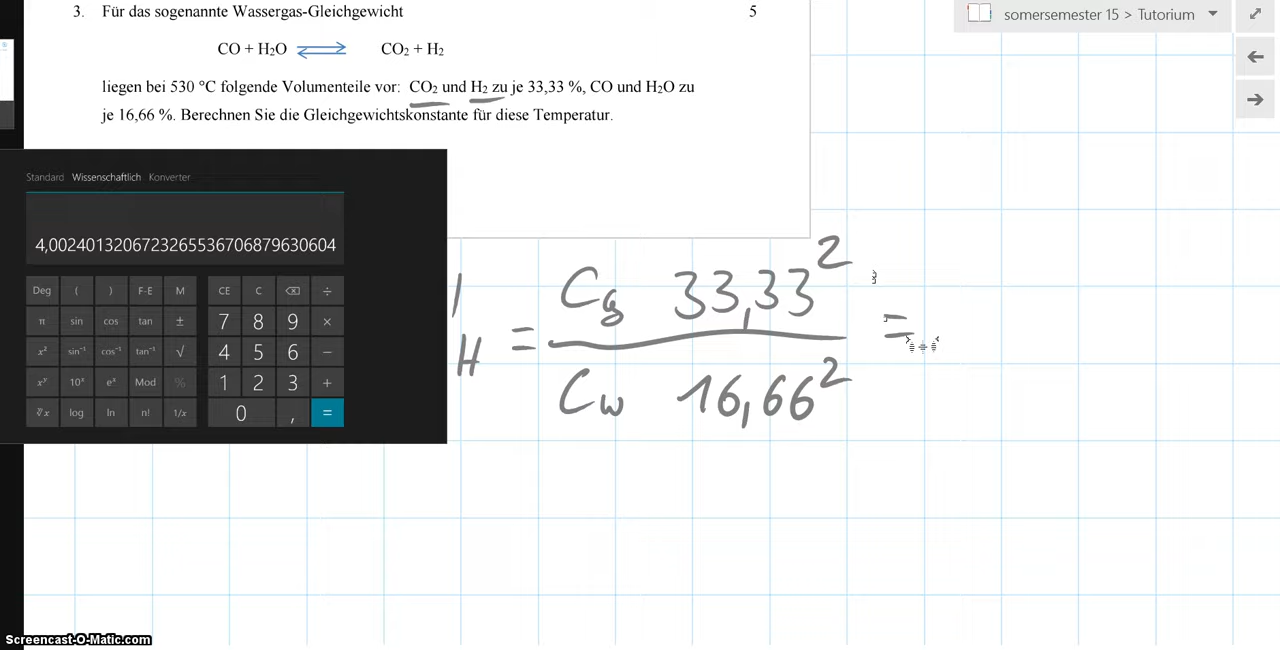 3. Für das sogenannte Wassergas-Gleichgewicht 5
CO + H2O CO2 + H2
liegen bei 530 °C folgende Volumenteile vor: CO2 und H2 zu je 33,33 %, CO und H2O zu
je 16,66 %. Berechnen Sie die Gleichgewichtskonstante für diese Temperatur.
somersemester 15 > Tutorium
Standard Wissenschaftlich Konverter
4,0024013206723265536706879630604
Deg ( ) F-E M CE C ⌫ ÷
π sin cos tan ± 7 8 9 ×
x² sin⁻¹ cos⁻¹ tan⁻¹ √ 4 5 6 −
xʸ 10ˣ eˣ Mod % 1 2 3 +
ʸ√x log ln n! 1/x 0 , =
H = Cg 33,33² =
Cw 16,66²
Screencast-O-Matic.com